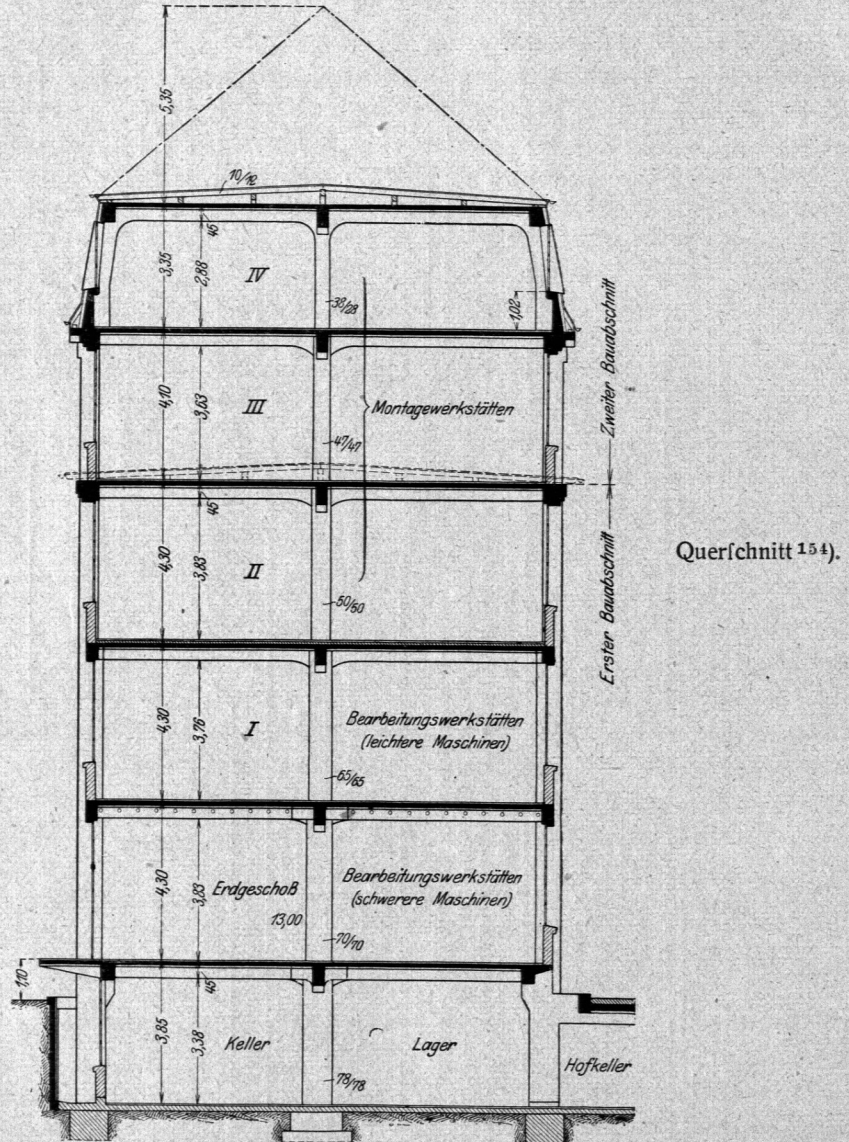 5,35
10/12
45
3,35
2,88
IV
38/28
1,02
Zweiter Bauabschnitt
4,10
3,63
III
Montagewerkstätten
47/47
45
4,30
3,83
II
50/50
Erster Bauabschnitt
Querſchnitt 154).
4,30
3,76
I
Bearbeitungswerkstätten
(leichtere Maschinen)
65/65
4,30
3,83
Erdgeschoß
13,00
Bearbeitungswerkstätten
(schwerere Maschinen)
70/70
1,10
45
3,85
3,38
Keller
Lager
Hofkeller
78/78